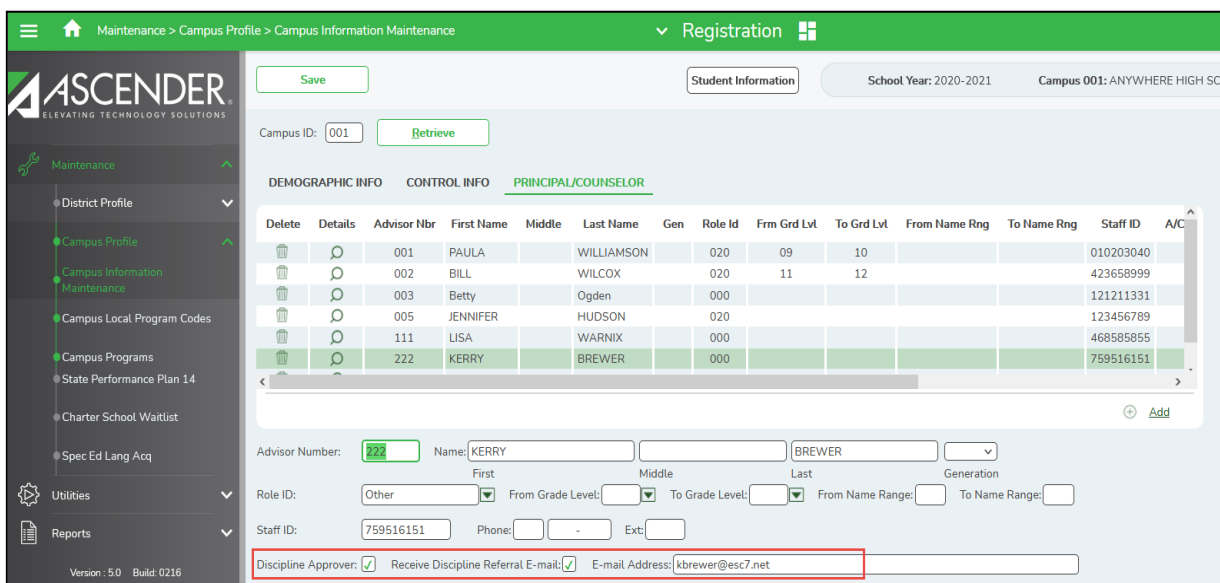 Maintenance > Campus Profile > Campus Information Maintenance
Registration
ASCENDER®
ELEVATING TECHNOLOGY SOLUTIONS
Maintenance
District Profile
Campus Profile
Campus Information
Maintenance
Campus Local Program Codes
Campus Programs
State Performance Plan 14
Charter School Waitlist
Spec Ed Lang Acq
Utilities
Reports
Version : 5.0 Build: 0216
Save
Student Information
School Year: 2020-2021 Campus 001: ANYWHERE HIGH SC
Campus ID: 001 Retrieve
DEMOGRAPHIC INFO CONTROL INFO PRINCIPAL/COUNSELOR
Delete Details Advisor Nbr First Name Middle Last Name Gen Role Id Frm Grd Lvl To Grd Lvl From Name Rng To Name Rng Staff ID A/C
001 PAULA WILLIAMSON 020 09 10 010203040
002 BILL WILCOX 020 11 12 423658999
003 Betty Ogden 000 121211331
005 JENNIFER HUDSON 020 123456789
111 LISA WARNIX 000 468585855
222 KERRY BREWER 000 759516151
Add
Advisor Number: 222 Name: KERRY BREWER
First Middle Last Generation
Role ID: Other From Grade Level: To Grade Level: From Name Range: To Name Range:
Staff ID: 759516151 Phone: - Ext:
Discipline Approver: Receive Discipline Referral E-mail: E-mail Address: kbrewer@esc7.net